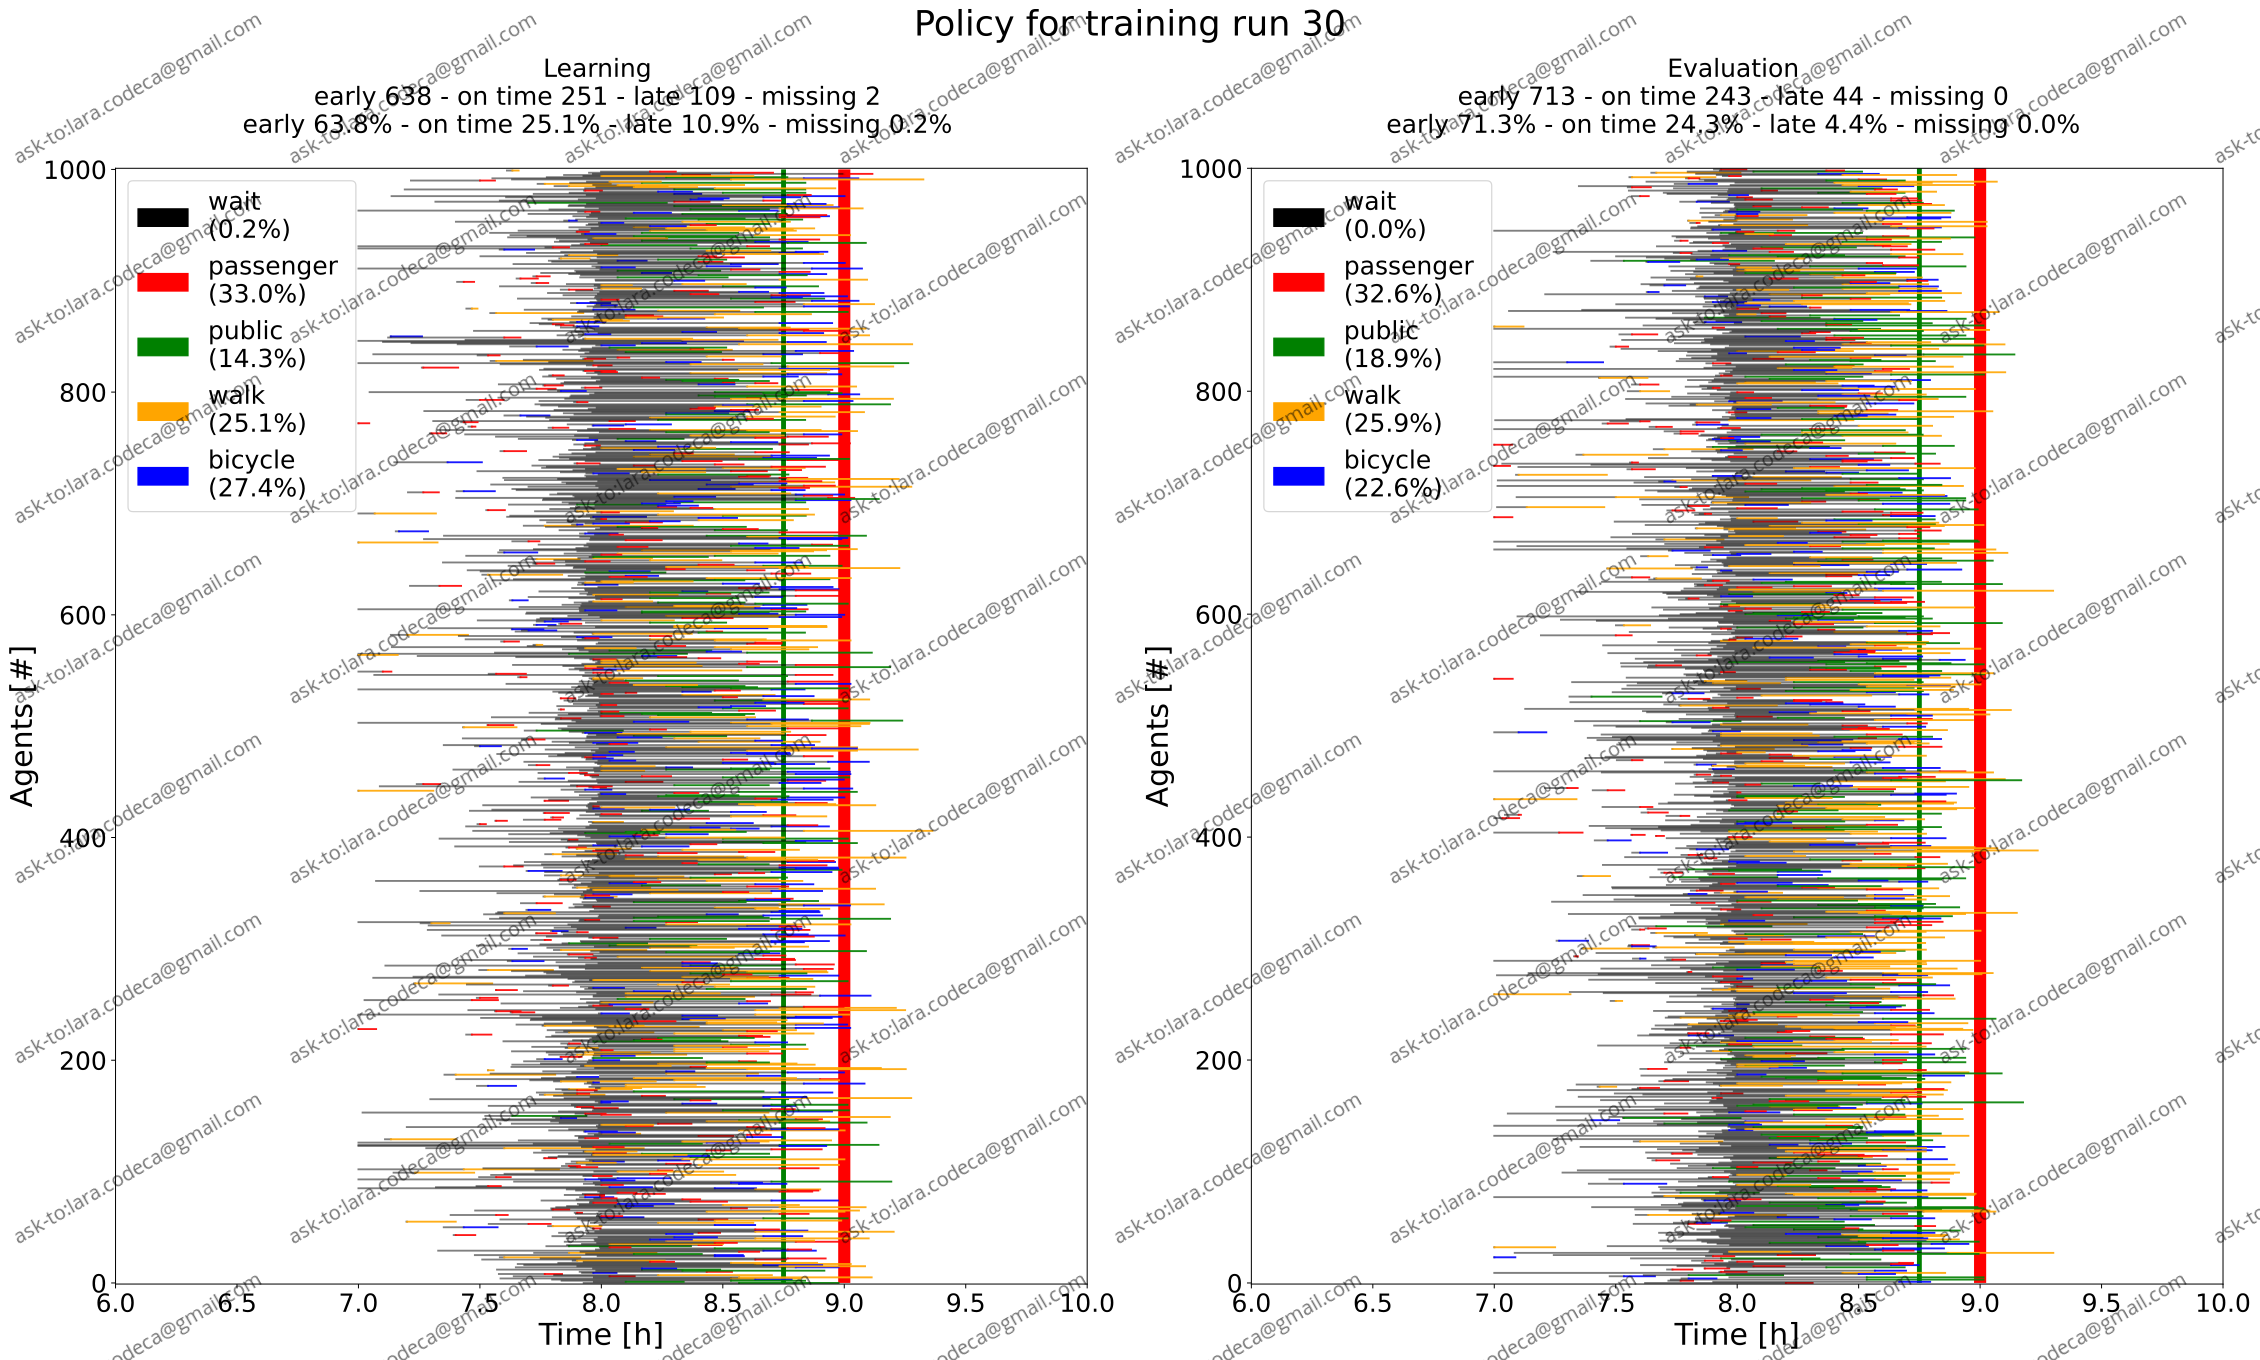 Policy for training run 30
Learning
early 638 - on time 251 - late 109 - missing 2
early 63.8% - on time 25.1% - late 10.9% - missing 0.2%
1000
800
600
400
200
0
Agents [#]
wait
(0.2%)
passenger
(33.0%)
public
(14.3%)
walk
(25.1%)
bicycle
(27.4%)
6.0 6.5 7.0 7.5 8.0 8.5 9.0 9.5 10.0
Time [h]
Evaluation
early 713 - on time 243 - late 44 - missing 0
early 71.3% - on time 24.3% - late 4.4% - missing 0.0%
1000
800
600
400
200
0
Agents [#]
wait
(0.0%)
passenger
(32.6%)
public
(18.9%)
walk
(25.9%)
bicycle
(22.6%)
6.0 6.5 7.0 7.5 8.0 8.5 9.0 9.5 10.0
Time [h]
ask-to:lara.codeca@gmail.com